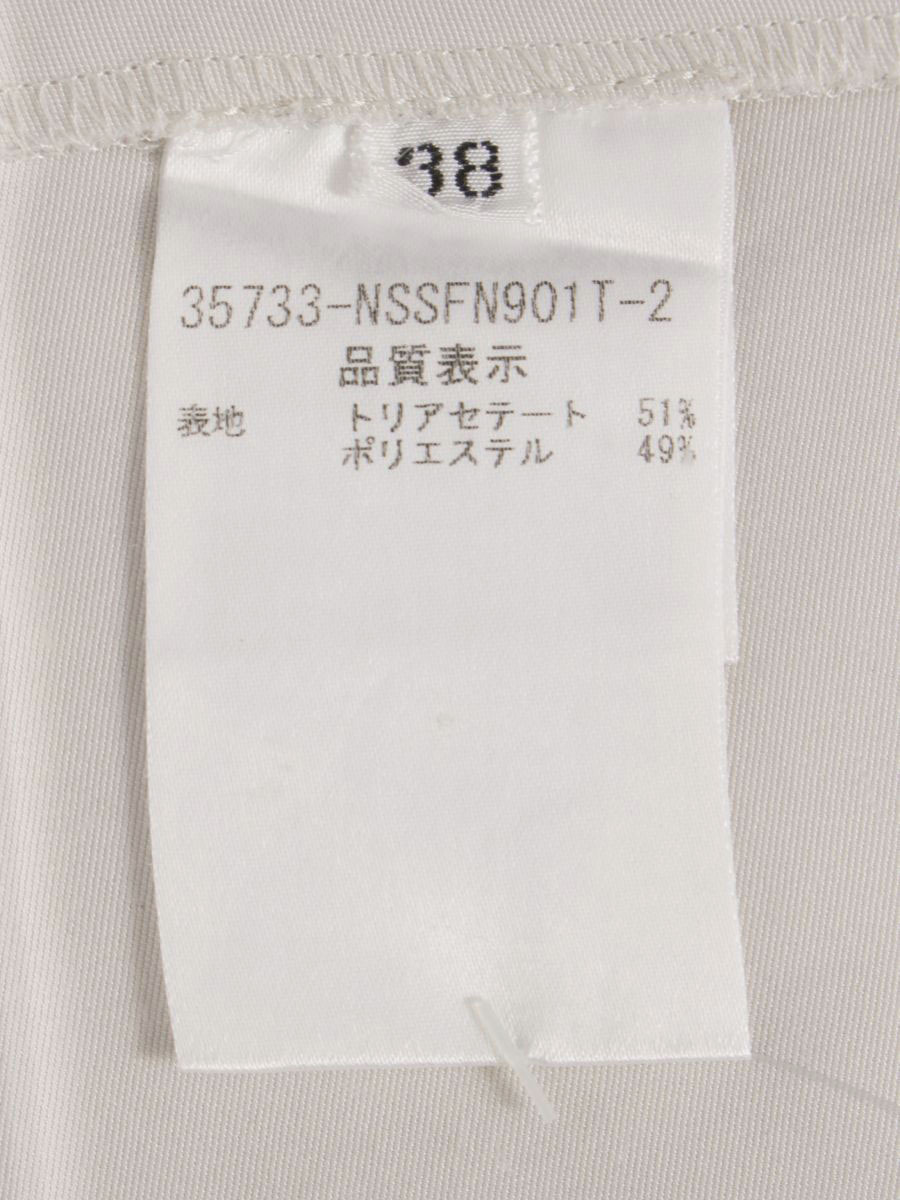 38
35733-NSSFN901T-2
品質表示
表地 トリアセテート 51%
ポリエステル 49%